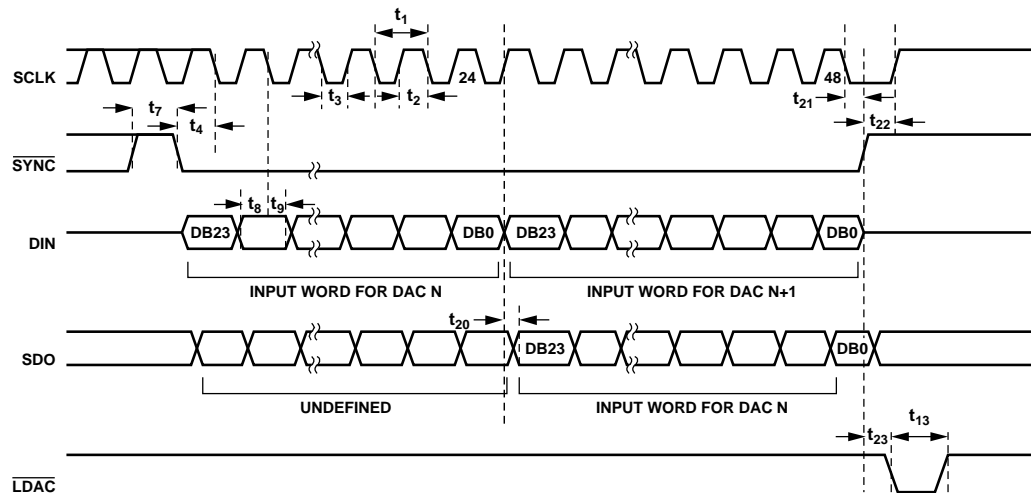 t1
SCLK
24
48
t3
t2
t21
t7
t4
t22
SYNC
t8
t9
DIN
DB23
DB0
DB23
DB0
INPUT WORD FOR DAC N
INPUT WORD FOR DAC N+1
t20
SDO
DB23
DB0
UNDEFINED
INPUT WORD FOR DAC N
t23
t13
LDAC